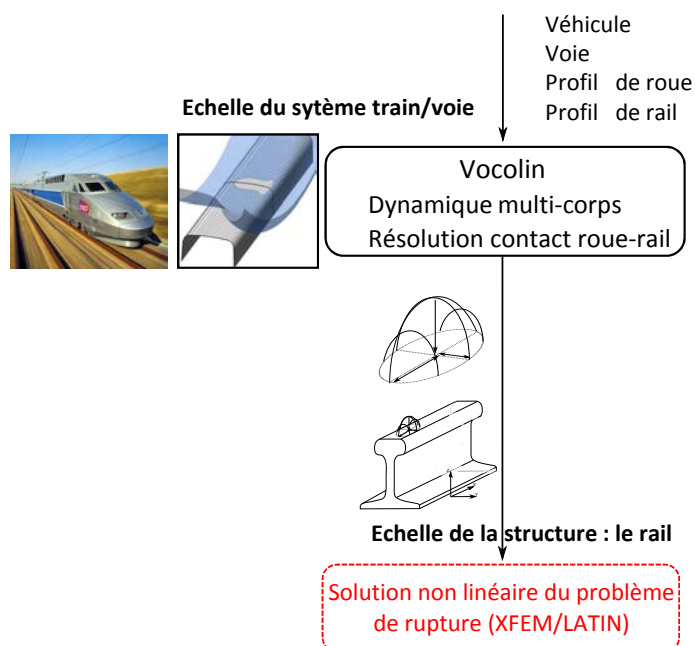 Véhicule
Voie
Profil de roue
Profil de rail
Echelle du sytème train/voie
Vocolin
Dynamique multi-corps
Résolution contact roue-rail
Echelle de la structure : le rail
Solution non linéaire du problème
de rupture (XFEM/LATIN)